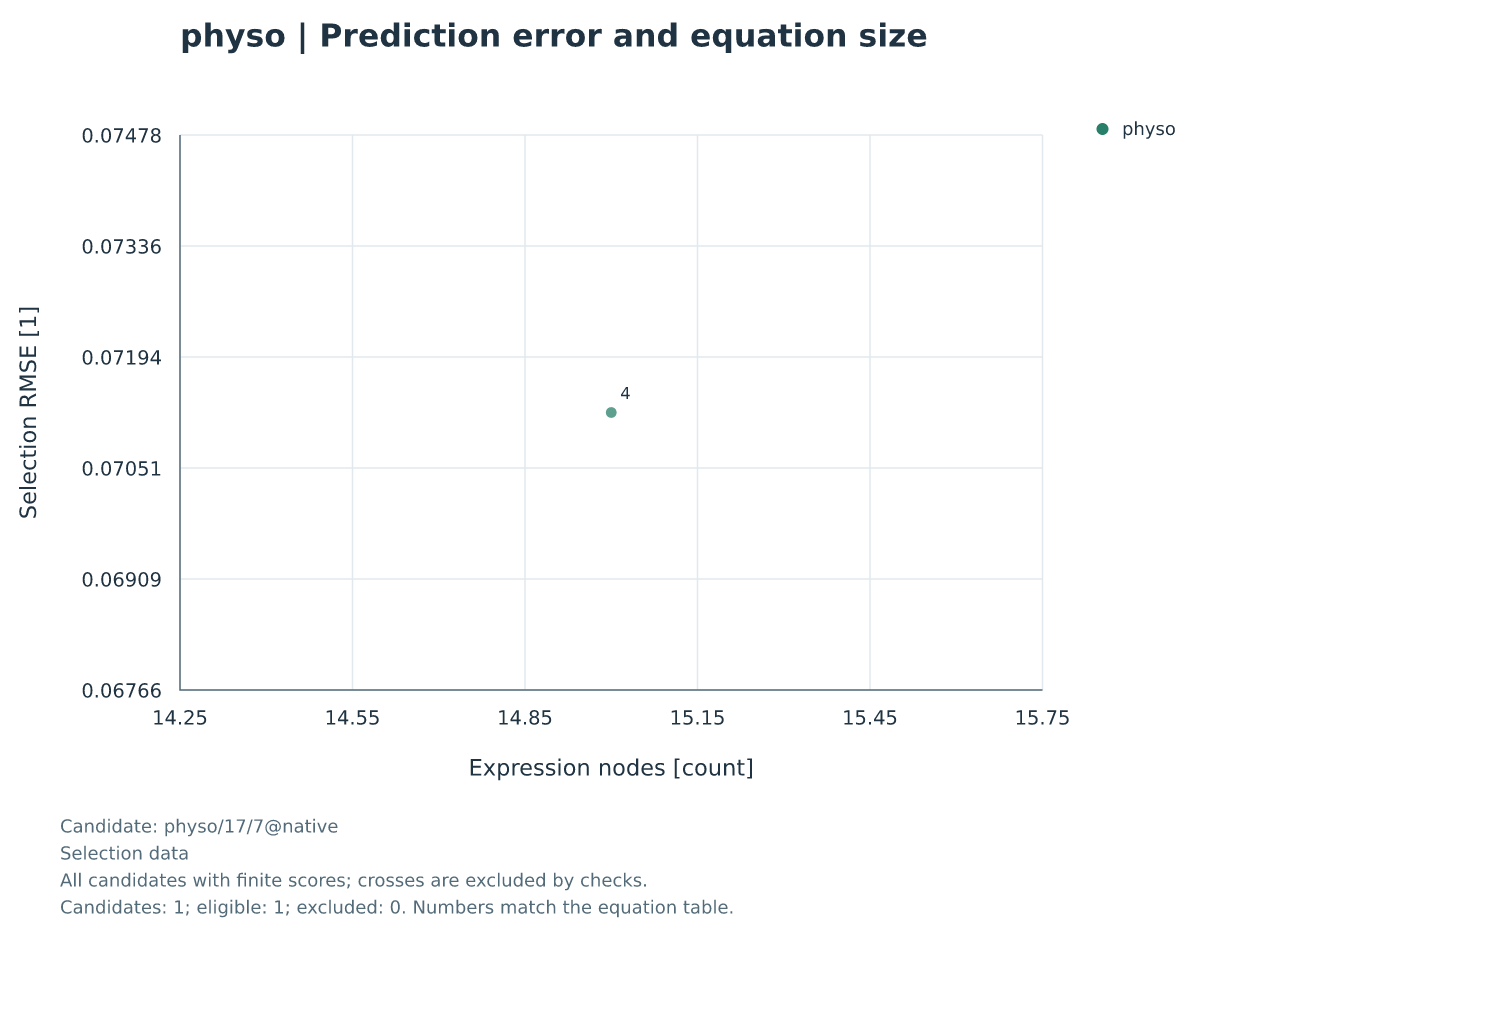 physo | Prediction error and equation size
physo
0.07478
0.07336
0.07194
0.07051
0.06909
0.06766
Selection RMSE [1]
4
14.25
14.55
14.85
15.15
15.45
15.75
Expression nodes [count]
Candidate: physo/17/7@native
Selection data
All candidates with finite scores; crosses are excluded by checks.
Candidates: 1; eligible: 1; excluded: 0. Numbers match the equation table.